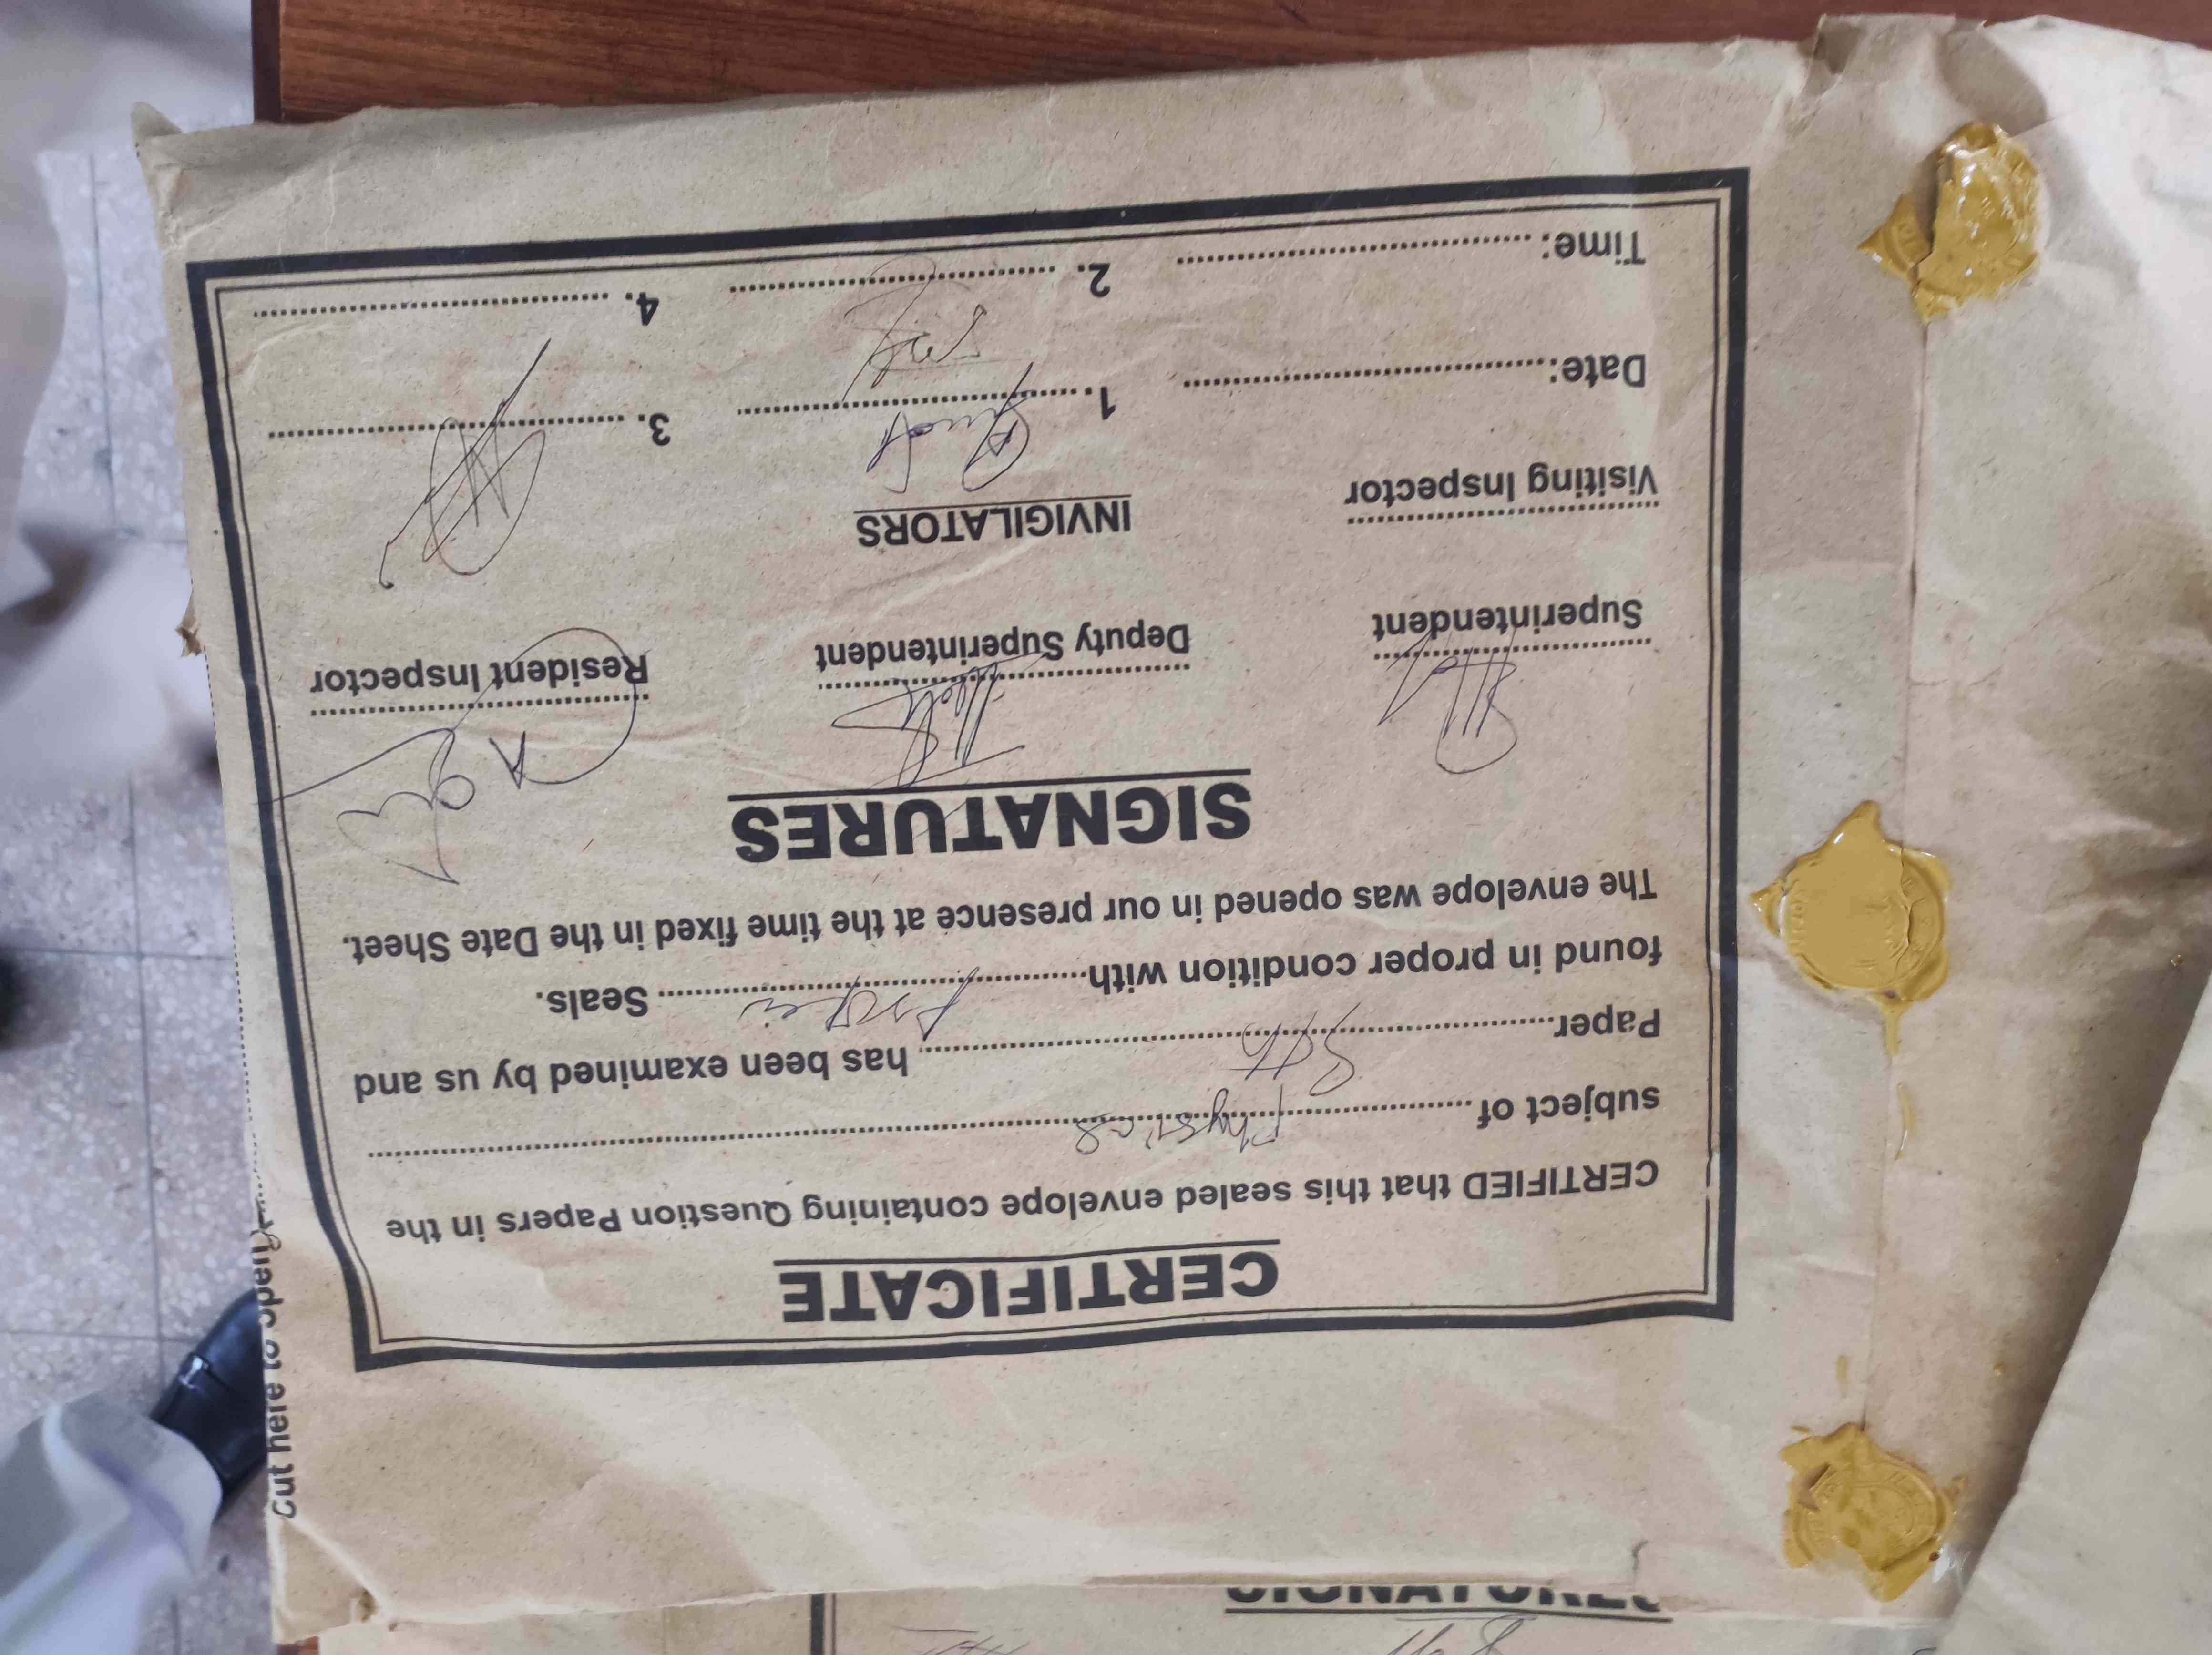 CERTIFICATE
CERTIFIED that this sealed envelope containing Question Papers in the
subject of Physics
Paper has been examined by us and
found in proper condition with Seals.
The envelope was opened in our presence at the time fixed in the Date Sheet.
SIGNATURES
Superintendent Deputy Superintendent Resident Inspector
Visiting Inspector INVIGILATORS
Date: 1. 3.
Time: 2. 4.
Cut here to open
SIGNATURES